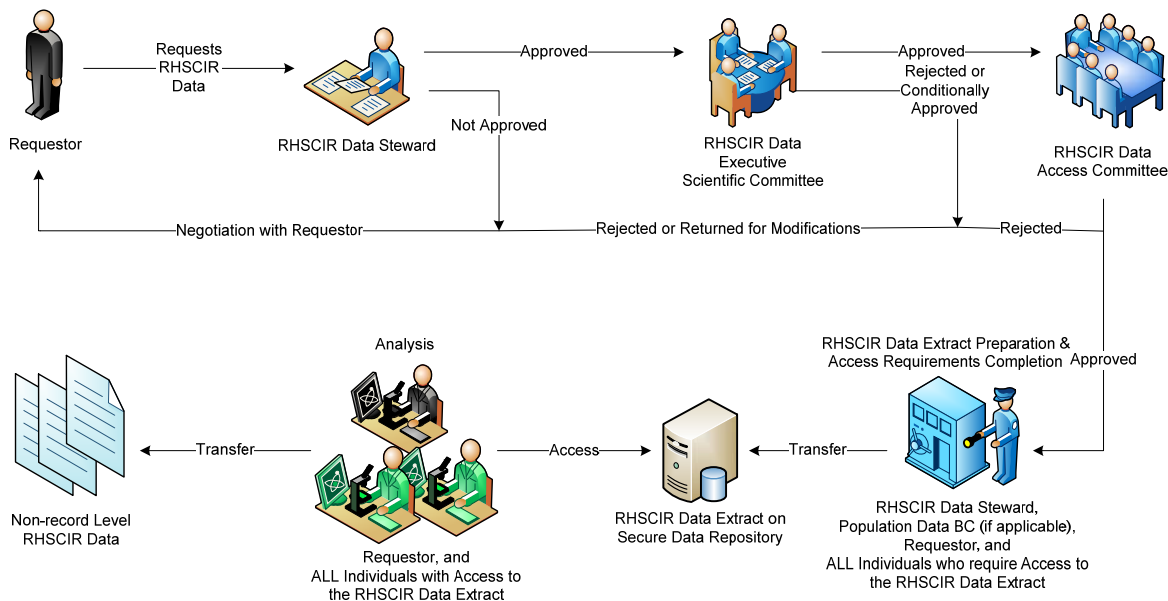 Requestor
Requests
RHSCIR
Data
RHSCIR Data Steward
Approved
Not Approved
RHSCIR Data
Executive
Scientific Committee
Approved
Rejected or
Conditionally
Approved
RHSCIR Data
Access Committee
Negotiation with Requestor
Rejected or Returned for Modifications
Rejected
Approved
RHSCIR Data Extract Preparation &
Access Requirements Completion
RHSCIR Data Steward,
Population Data BC (if applicable),
Requestor, and
ALL Individuals who require Access to
the RHSCIR Data Extract
Transfer
RHSCIR Data Extract on
Secure Data Repository
Access
Analysis
Requestor, and
ALL Individuals with Access to
the RHSCIR Data Extract
Transfer
Non-record Level
RHSCIR Data